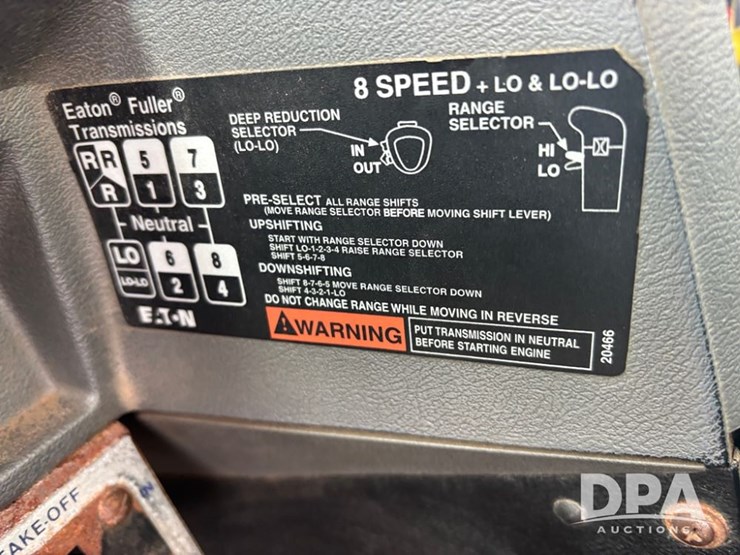 8 SPEED + LO & LO-LO
Eaton® Fuller®
Transmissions
R R 5 7
R 1 3
Neutral
LO 6 8
LO-LO 2 4
EATON
DEEP REDUCTION
SELECTOR
(LO-LO)
IN
OUT
RANGE
SELECTOR
HI
LO
PRE-SELECT ALL RANGE SHIFTS
(MOVE RANGE SELECTOR BEFORE MOVING SHIFT LEVER)
UPSHIFTING
START WITH RANGE SELECTOR DOWN
SHIFT LO-1-2-3-4 RAISE RANGE SELECTOR
SHIFT 5-6-7-8
DOWNSHIFTING
SHIFT 8-7-6-5 MOVE RANGE SELECTOR DOWN
SHIFT 4-3-2-1-LO
DO NOT CHANGE RANGE WHILE MOVING IN REVERSE
WARNING
PUT TRANSMISSION IN NEUTRAL
BEFORE STARTING ENGINE
20466
AKE-OFF
DPA
AUCTIONS